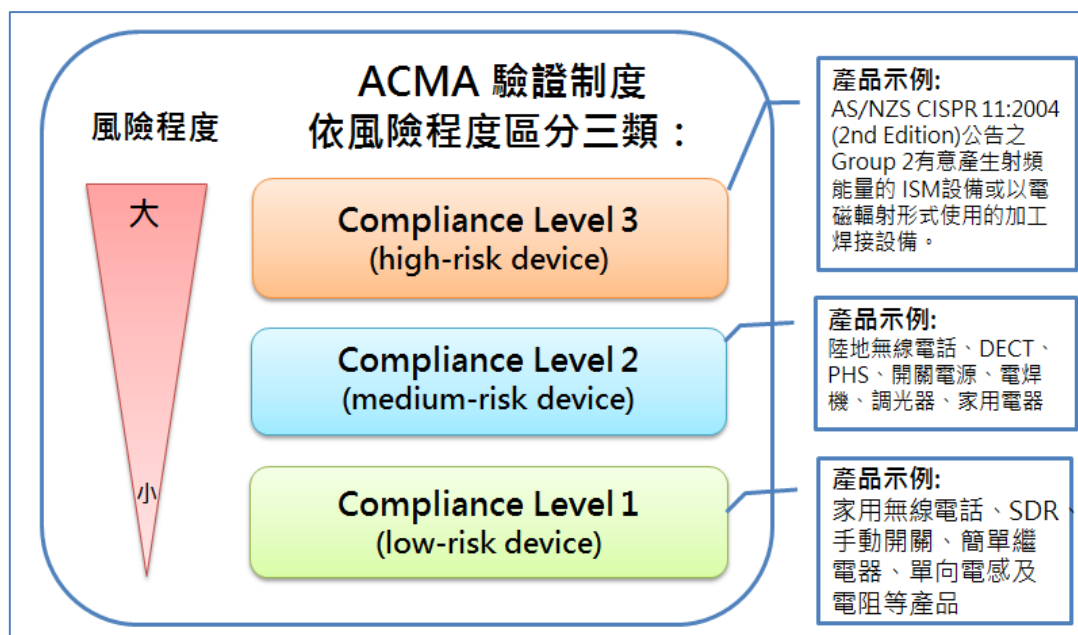 ACMA 驗證制度
依風險程度區分三類：
風險程度
大
小
Compliance Level 3
(high-risk device)
Compliance Level 2
(medium-risk device)
Compliance Level 1
(low-risk device)
產品示例:
AS/NZS CISPR 11:2004
(2nd Edition)公告之
Group 2有意產生射頻
能量的 ISM設備或以電
磁輻射形式使用的加工
焊接設備。
產品示例:
陸地無線電話、DECT、
PHS、開關電源、電焊
機、調光器、家用電器
產品示例:
家用無線電話、SDR、
手動開關、簡單繼
電器、單向電感及
電阻等產品